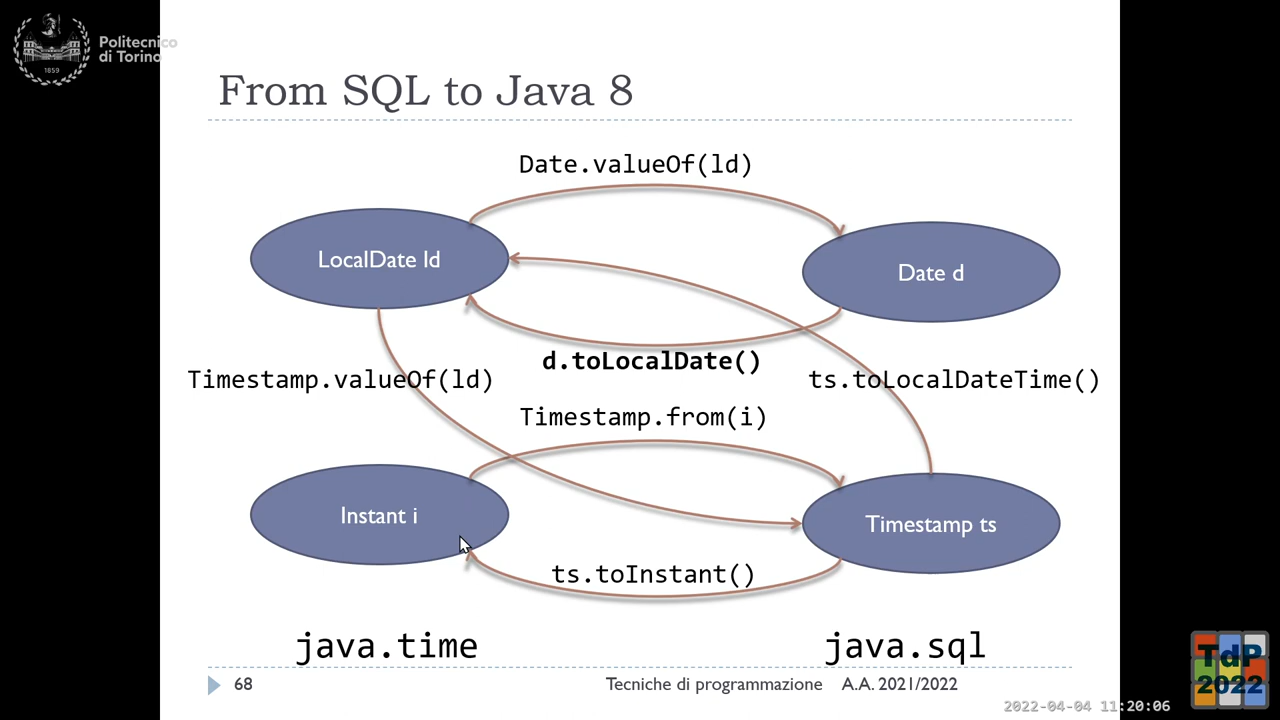 Politecnico
di Torino
1859
From SQL to Java 8
Date.valueOf(ld)
LocalDate ld
Date d
d.toLocalDate()
Timestamp.valueOf(ld)
ts.toLocalDateTime()
Timestamp.from(i)
Instant i
Timestamp ts
ts.toInstant()
java.time
java.sql
68
Tecniche di programmazione A.A. 2021/2022
TdP
2022
2022-04-04 11:20:06